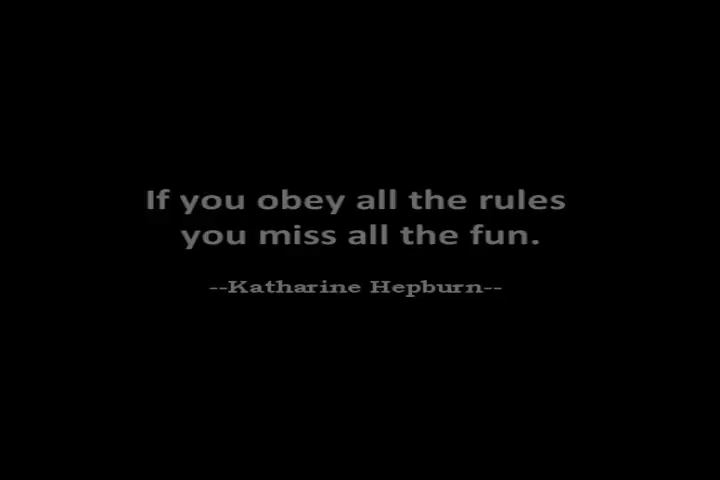 If you obey all the rules
you miss all the fun.
--Katharine Hepburn--